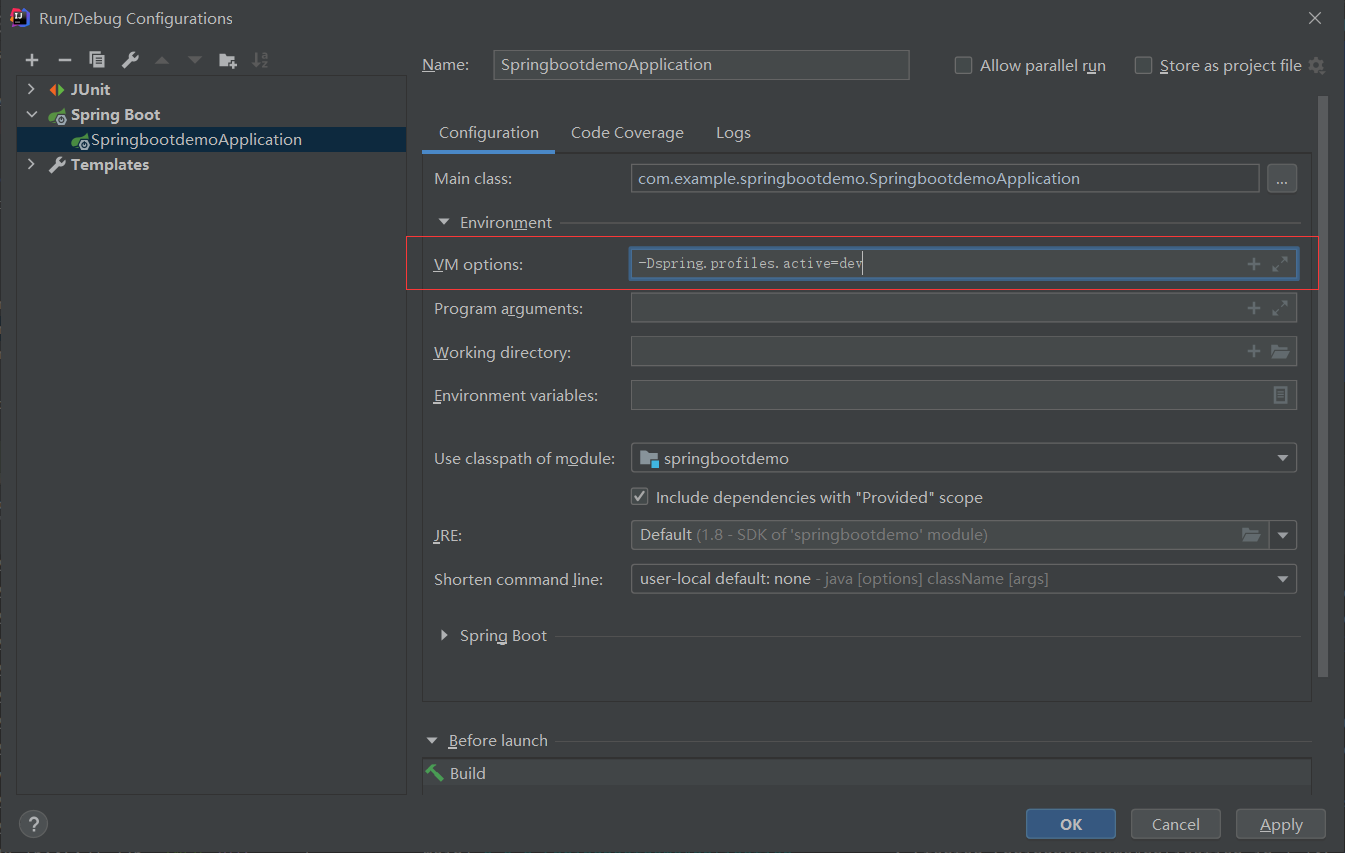 Run/Debug Configurations
Name: SpringbootdemoApplication Allow parallel run Store as project file
JUnit
Spring Boot
SpringbootdemoApplication
Templates
Configuration Code Coverage Logs
Main class: com.example.springbootdemo.SpringbootdemoApplication ...
Environment
VM options: -Dspring.profiles.active=dev
Program arguments:
Working directory:
Environment variables:
Use classpath of module: springbootdemo
Include dependencies with "Provided" scope
JRE: Default (1.8 - SDK of 'springbootdemo' module)
Shorten command line: user-local default: none - java [options] className [args]
Spring Boot
Before launch
Build
? OK Cancel Apply